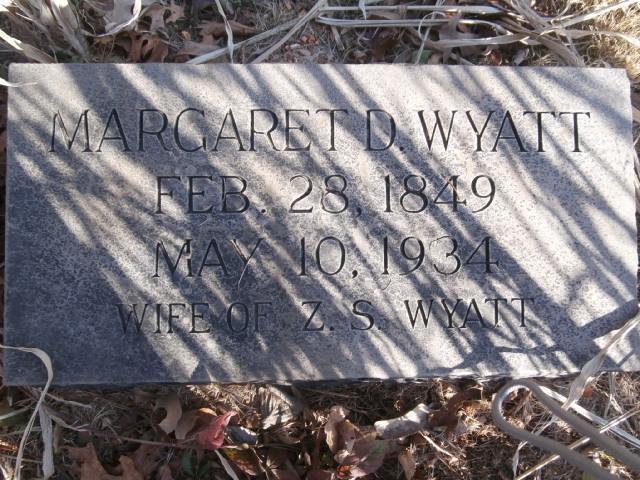 MARGARET D. WYATT
FEB. 28, 1849
MAY 10, 1934
WIFE OF Z. S. WYATT